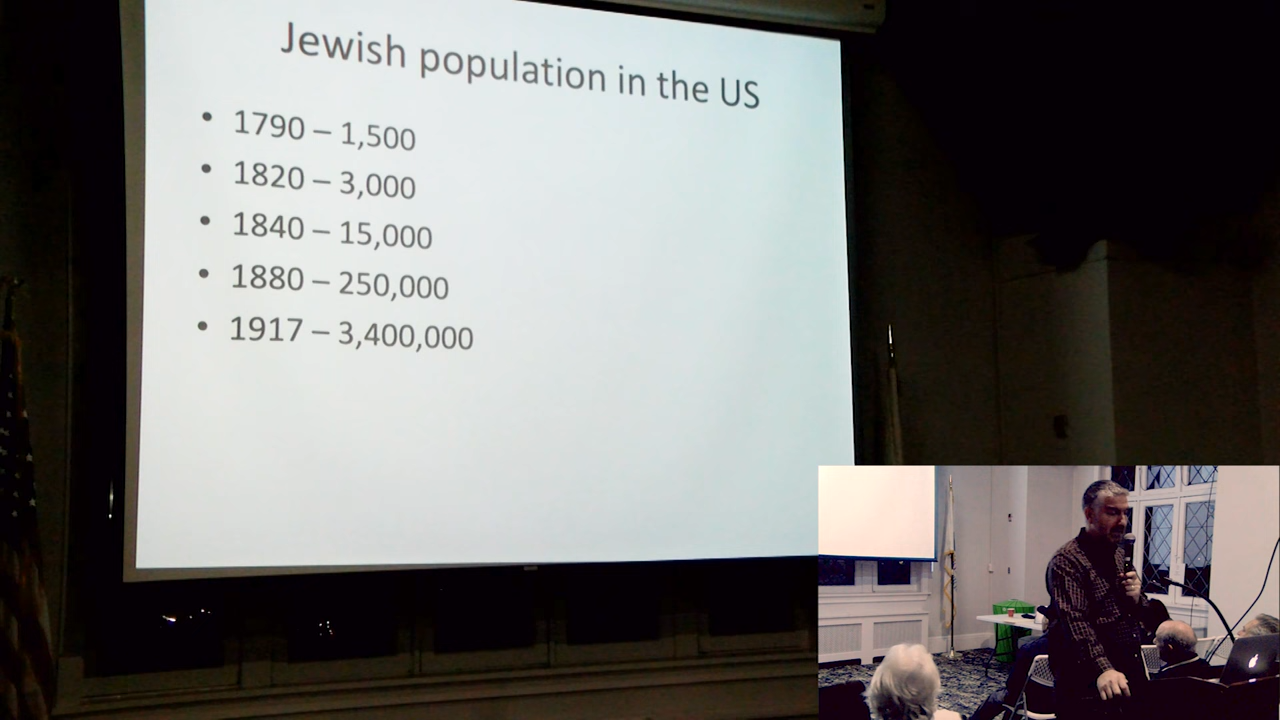 Jewish population in the US
• 1790 – 1,500
• 1820 – 3,000
• 1840 – 15,000
• 1880 – 250,000
• 1917 – 3,400,000